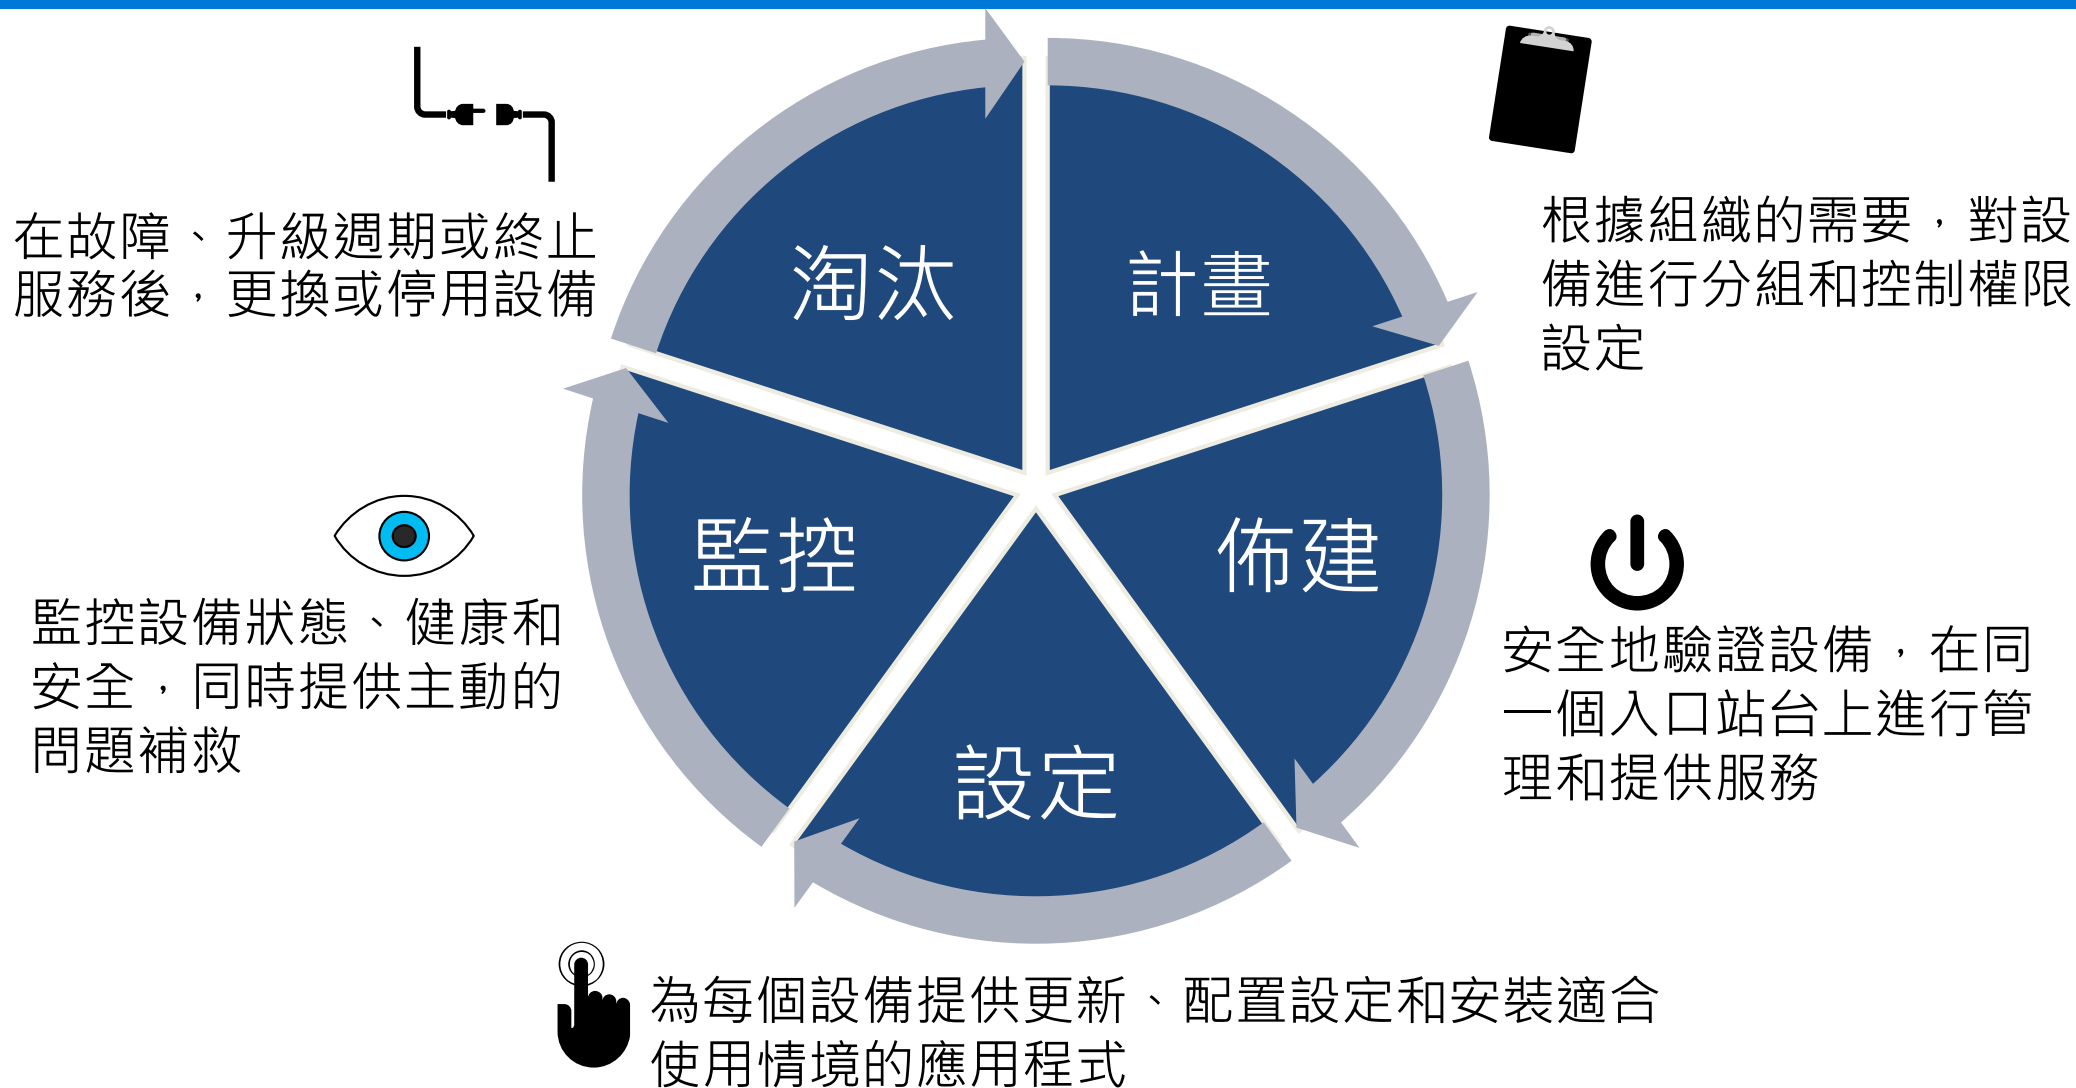 計畫
根據組織的需要，對設
備進行分組和控制權限
設定
佈建
安全地驗證設備，在同
一個入口站台上進行管
理和提供服務
設定
為每個設備提供更新、配置設定和安裝適合
使用情境的應用程式
監控
監控設備狀態、健康和
安全，同時提供主動的
問題補救
淘汰
在故障、升級週期或終止
服務後，更換或停用設備